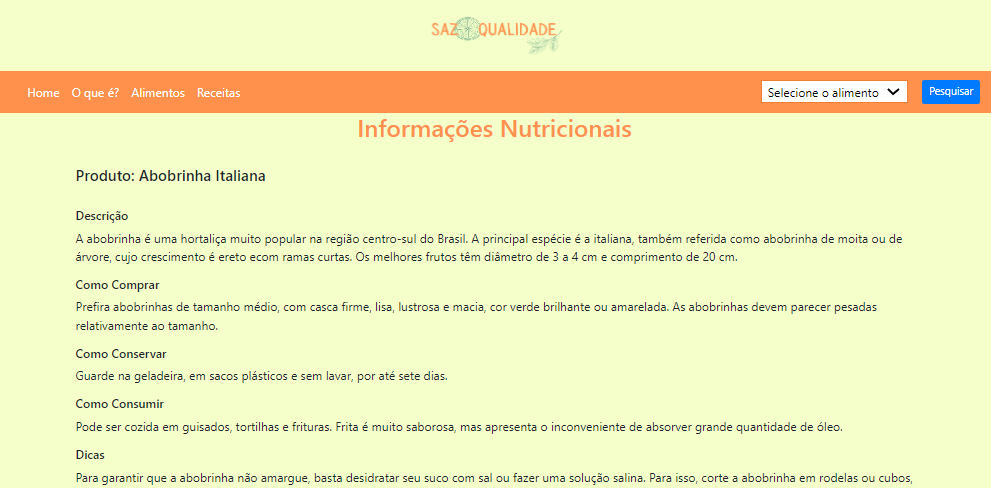 SAZ QUALIDADE
Home O que é? Alimentos Receitas Selecione o alimento Pesquisar
Informações Nutricionais
Produto: Abobrinha Italiana
Descrição
A abobrinha é uma hortaliça muito popular na região centro-sul do Brasil. A principal espécie é a italiana, também referida como abobrinha de moita ou de
árvore, cujo crescimento é ereto ecom ramas curtas. Os melhores frutos têm diâmetro de 3 a 4 cm e comprimento de 20 cm.
Como Comprar
Prefira abobrinhas de tamanho médio, com casca firme, lisa, lustrosa e macia, cor verde brilhante ou amarelada. As abobrinhas devem parecer pesadas
relativamente ao tamanho.
Como Conservar
Guarde na geladeira, em sacos plásticos e sem lavar, por até sete dias.
Como Consumir
Pode ser cozida em guisados, tortilhas e frituras. Frita é muito saborosa, mas apresenta o inconveniente de absorver grande quantidade de óleo.
Dicas
Para garantir que a abobrinha não amargue, basta desidratar seu suco com sal ou fazer uma solução salina. Para isso, corte a abobrinha em rodelas ou cubos,